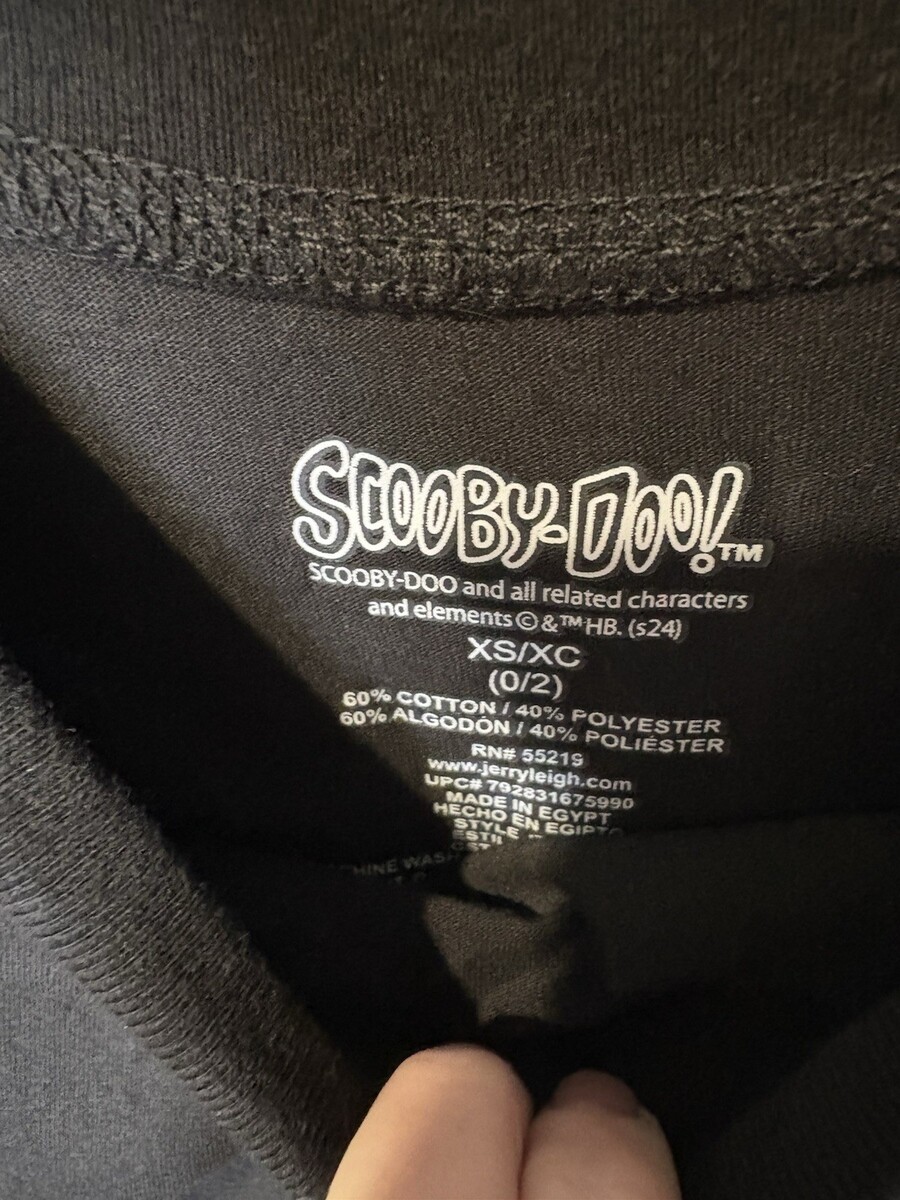 SCOOBY-DOO!™
SCOOBY-DOO and all related characters
and elements ©&™ HB. (s24)
XS/XC
(0/2)
60% COTTON / 40% POLYESTER
60% ALGODÓN / 40% POLIÉSTER
RN# 55219
www.jerryleigh.com
UPC# 792831675990
MADE IN EGYPT
HECHO EN EGIPTO
STYLE